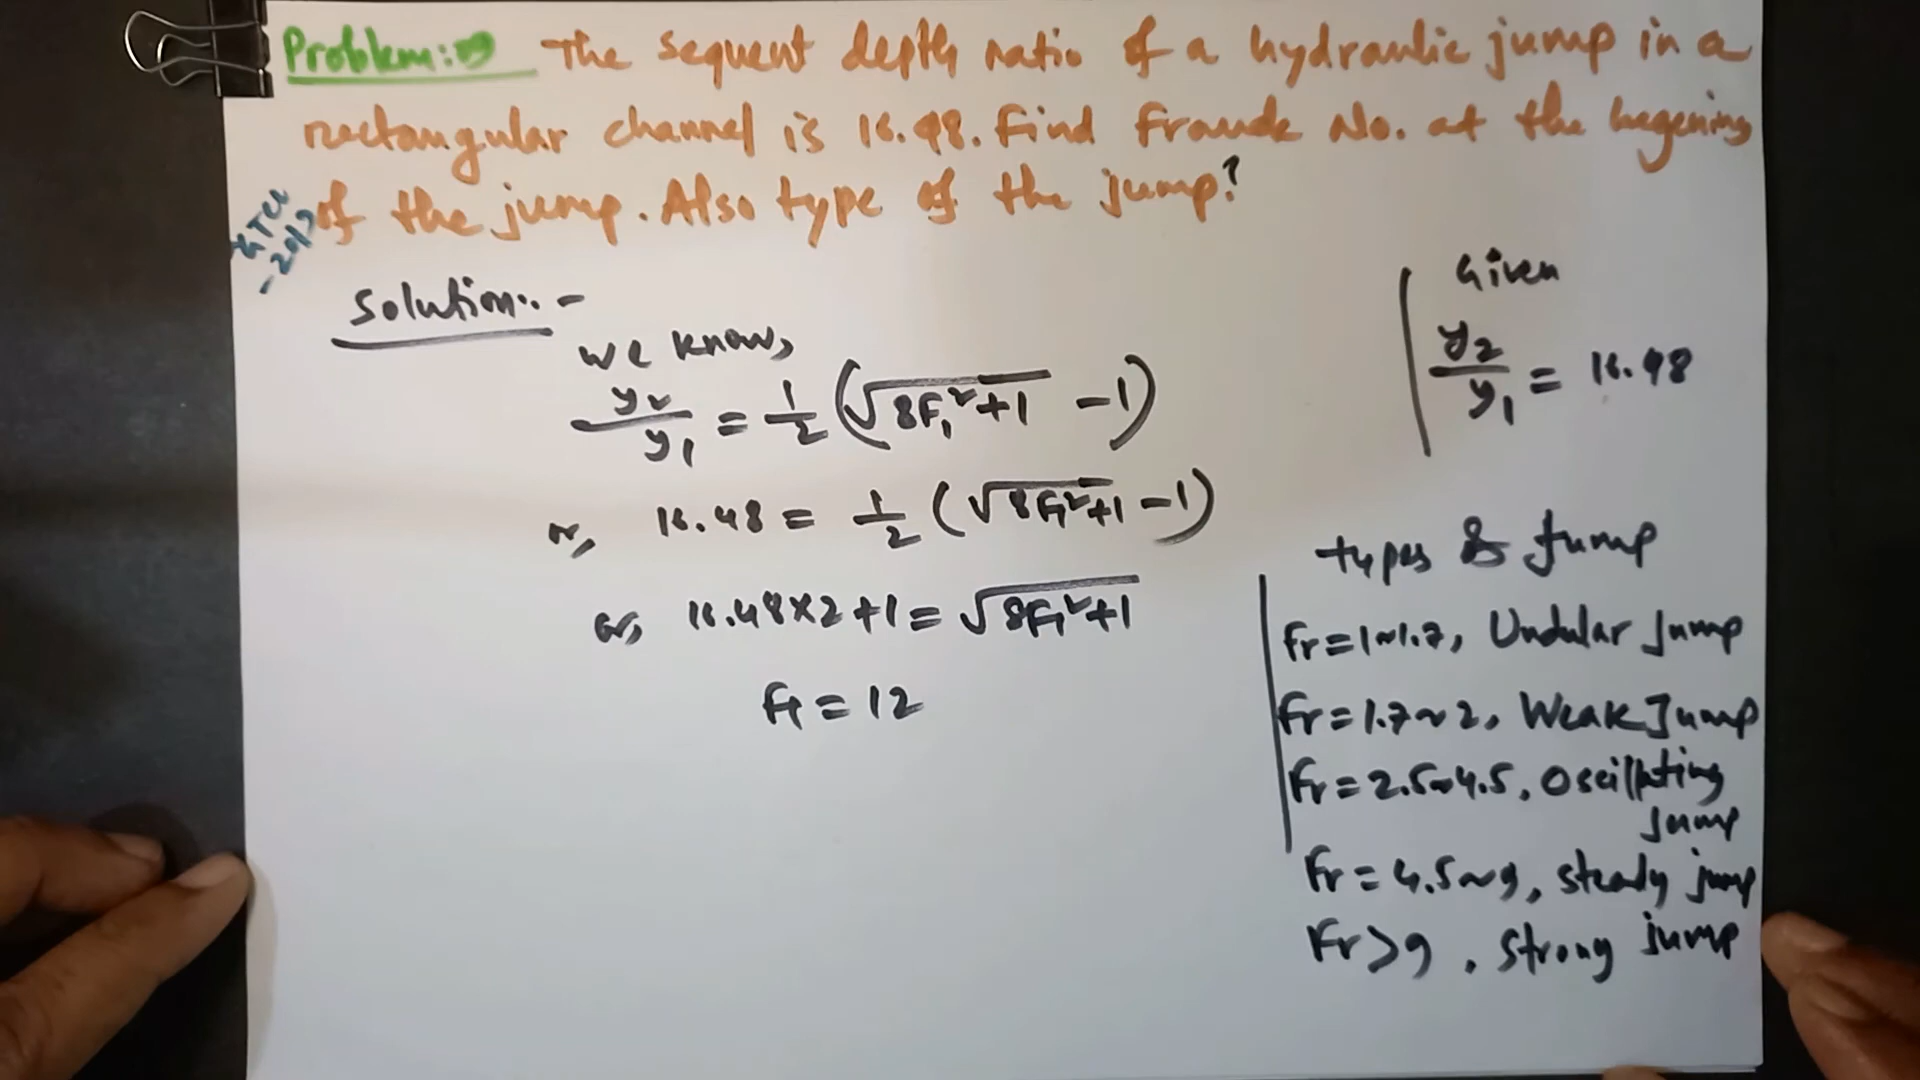 Problem:⇒ The sequent depth ratio of a hydraulic jump in a
rectangular channel is 16.48. Find Fraude No. at the begening
of the jump. Also type of the jump?
GTCL
-2017
Solution:-
We know,
y₂/y₁ = 1/2 (√(8F₁²+1) -1)
or, 16.48 = 1/2 (√(8F₁²+1) -1)
or, 16.48×2+1 = √(8F₁²+1)
F₁ = 12
Given
y₂/y₁ = 16.48
types of Jump
Fr=1~1.7, Undular Jump
Fr=1.7~2, Weak Jump
Fr=2.5~4.5, Oscillating
Jump
Fr=4.5~9, steady jump
Fr>9, Strong jump